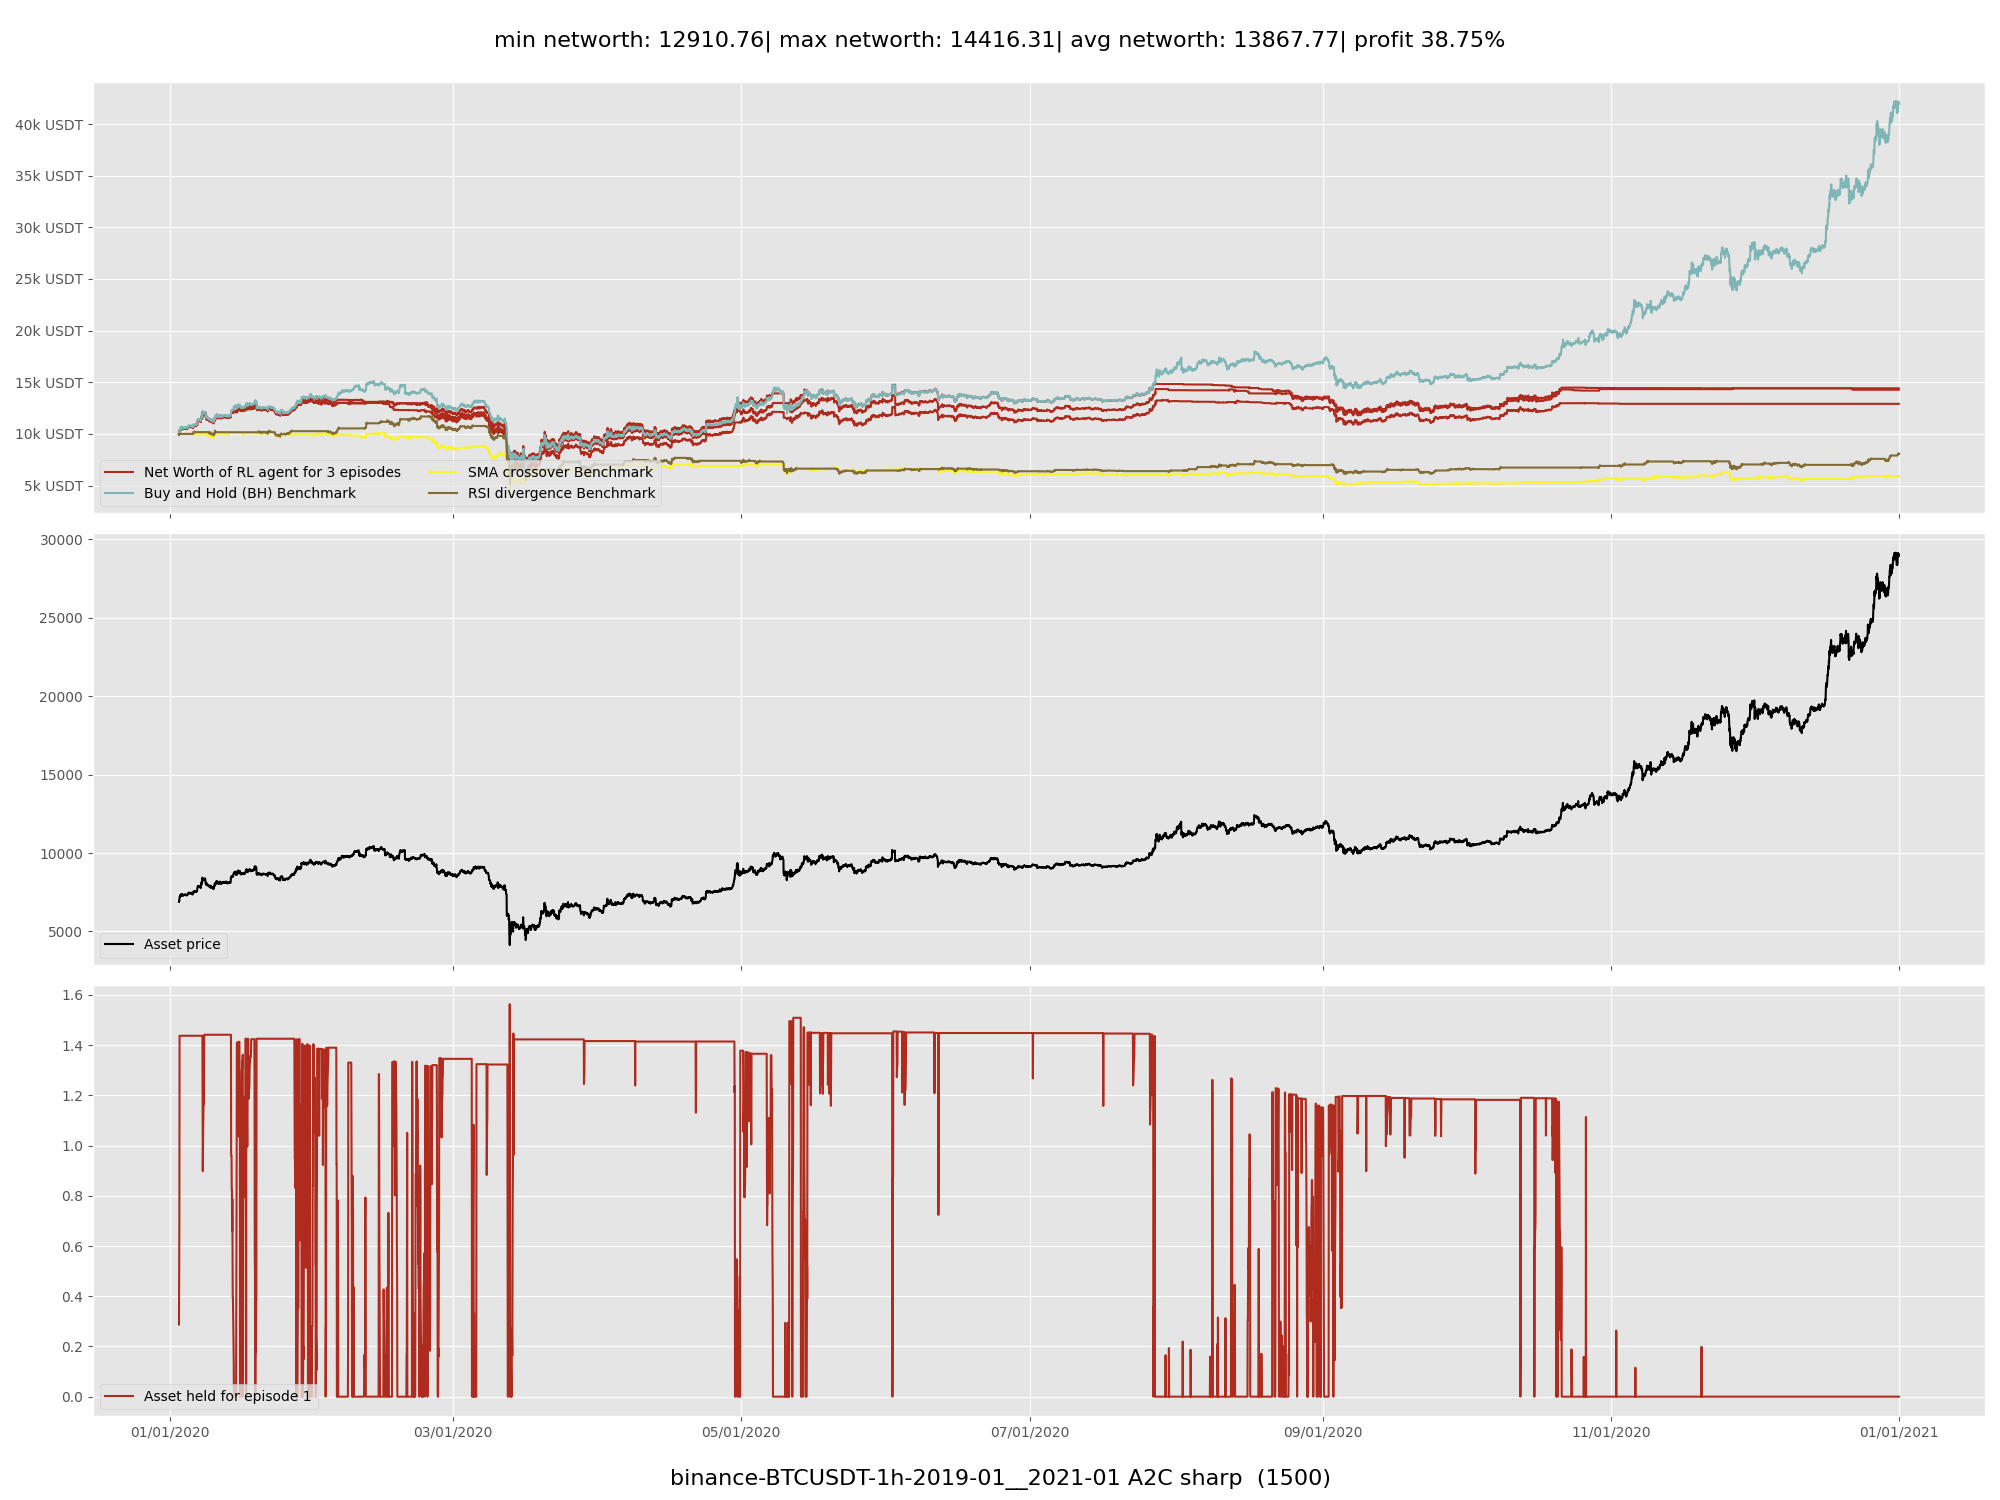 min networth: 12910.76| max networth: 14416.31| avg networth: 13867.77| profit 38.75%
40k USDT
35k USDT
30k USDT
25k USDT
20k USDT
15k USDT
10k USDT
5k USDT
Net Worth of RL agent for 3 episodes
Buy and Hold (BH) Benchmark
SMA crossover Benchmark
RSI divergence Benchmark
30000
25000
20000
15000
10000
5000
Asset price
1.6
1.4
1.2
1.0
0.8
0.6
0.4
0.2
0.0
Asset held for episode 1
01/01/2020
03/01/2020
05/01/2020
07/01/2020
09/01/2020
11/01/2020
01/01/2021
binance-BTCUSDT-1h-2019-01__2021-01 A2C sharp  (1500)